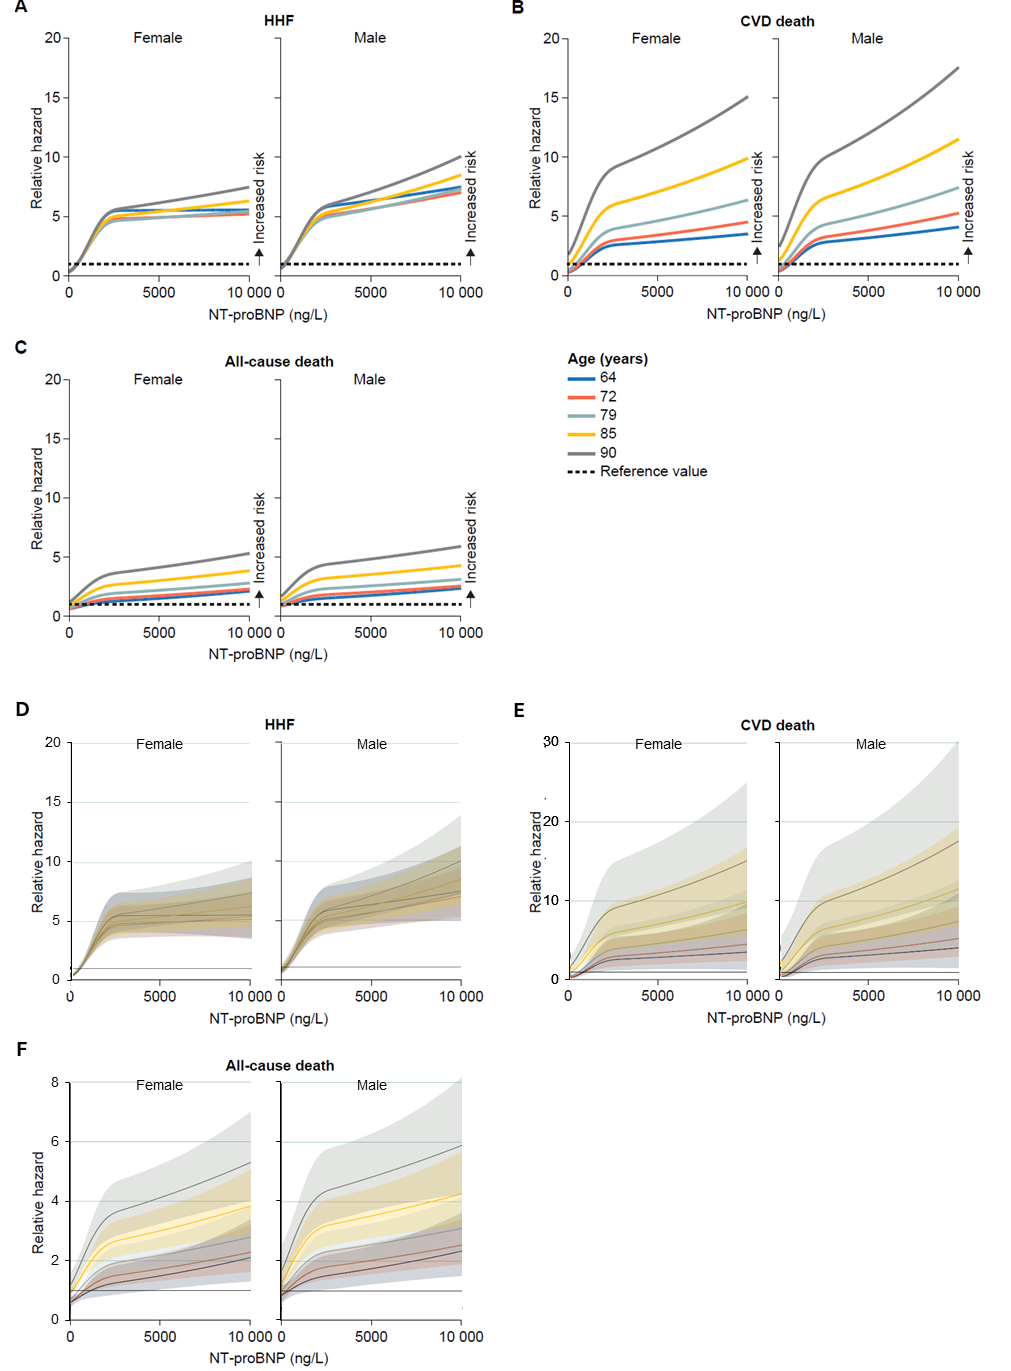 A
HHF
Female
Male
20
15
10
5
0
Relative hazard
Increased risk
Increased risk
0
5000
10 000
0
5000
10 000
NT-proBNP (ng/L)
B
CVD death
Female
Male
20
15
10
5
0
Relative hazard
Increased risk
Increased risk
0
5000
10 000
0
5000
10 000
NT-proBNP (ng/L)
C
All-cause death
Female
Male
20
15
10
5
0
Relative hazard
Increased risk
Increased risk
0
5000
10 000
0
5000
10 000
NT-proBNP (ng/L)
Age (years)
64
72
79
85
90
Reference value
D
HHF
Female
Male
20
15
10
5
0
Relative hazard
0
5000
10 000
0
5000
10 000
NT-proBNP (ng/L)
E
CVD death
Female
Male
30
20
10
0
Relative hazard
0
5000
10 000
0
5000
10 000
NT-proBNP (ng/L)
F
All-cause death
Female
Male
8
6
4
2
0
Relative hazard
0
5000
10 000
0
5000
10 000
NT-proBNP (ng/L)